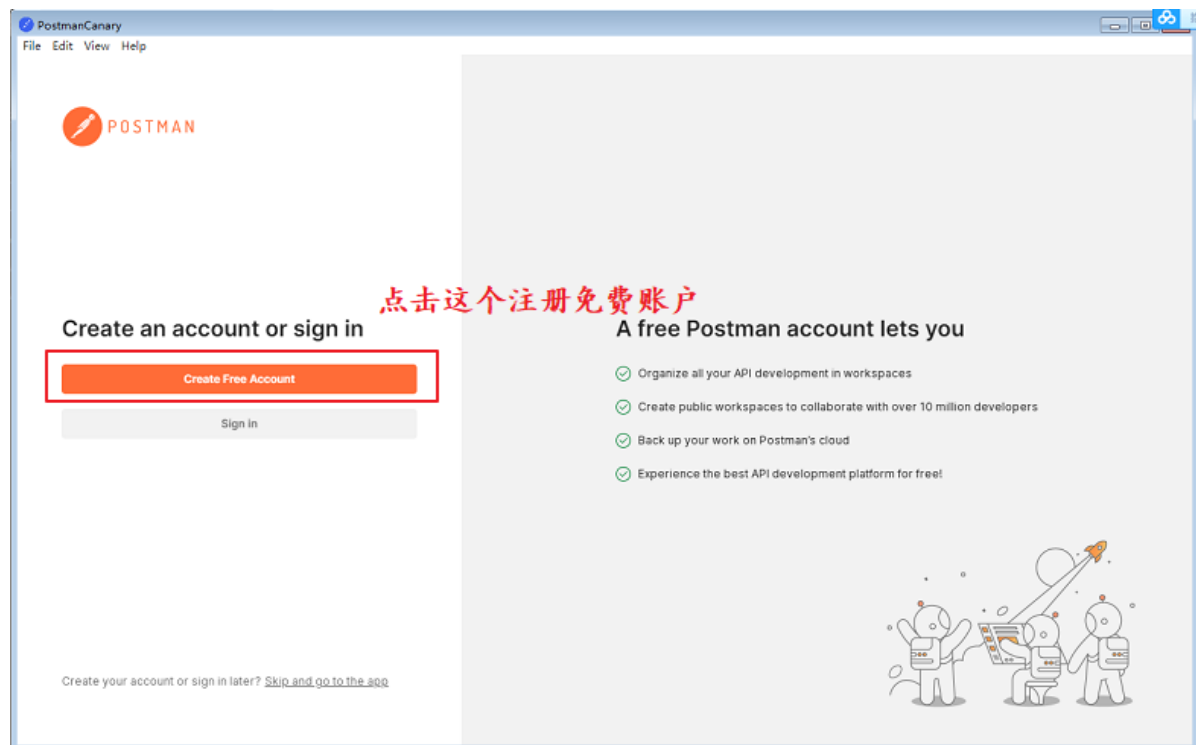 PostmanCanary
File Edit View Help
POSTMAN
点击这个注册免费账户
Create an account or sign in
Create Free Account
Sign in
A free Postman account lets you
Organize all your API development in workspaces
Create public workspaces to collaborate with over 10 million developers
Back up your work on Postman's cloud
Experience the best API development platform for free!
Create your account or sign in later? Skip and go to the app